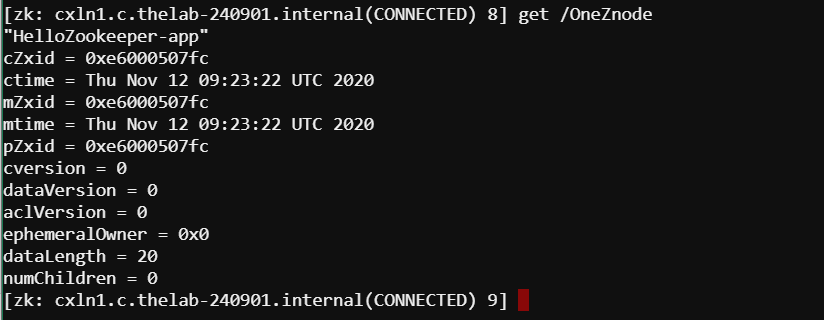 [zk: cxln1.c.thelab-240901.internal(CONNECTED) 8] get /OneZnode
"HelloZookeeper-app"
cZxid = 0xe6000507fc
ctime = Thu Nov 12 09:23:22 UTC 2020
mZxid = 0xe6000507fc
mtime = Thu Nov 12 09:23:22 UTC 2020
pZxid = 0xe6000507fc
cversion = 0
dataVersion = 0
aclVersion = 0
ephemeralOwner = 0x0
dataLength = 20
numChildren = 0
[zk: cxln1.c.thelab-240901.internal(CONNECTED) 9]